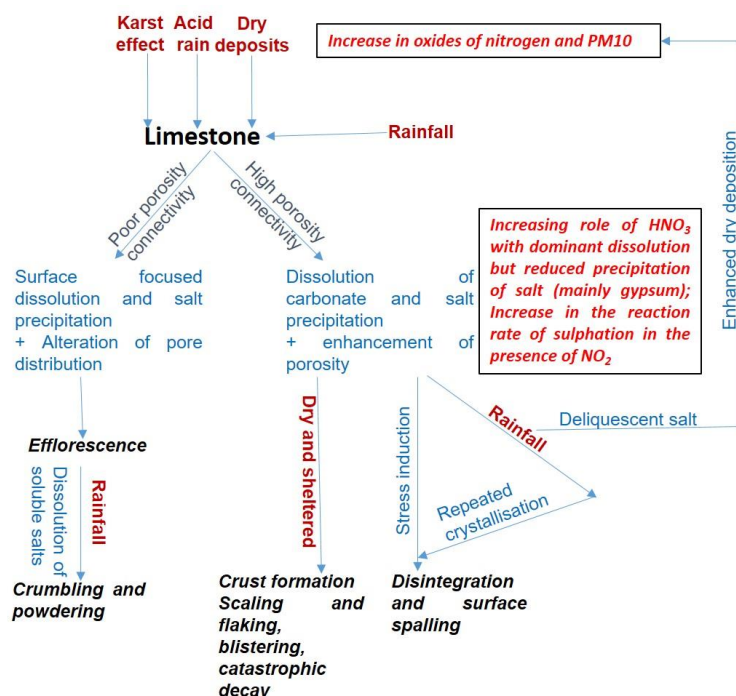 Karst effect
Acid rain
Dry deposits
Increase in oxides of nitrogen and PM10
Limestone
Rainfall
Poor porosity
connectivity
High porosity
connectivity
Enhanced dry deposition
Surface focused
dissolution and salt
precipitation
+ Alteration of pore
distribution
Dissolution of
carbonate and salt
precipitation
+ enhancement of
porosity
Increasing role of HNO₃
with dominant dissolution
but reduced precipitation
of salt (mainly gypsum);
Increase in the reaction
rate of sulphation in the
presence of NO₂
Efflorescence
Dissolution of
soluble salts
Rainfall
Dry and sheltered
Stress induction
Rainfall
Deliquescent salt
Repeated
crystallisation
Crumbling and
powdering
Crust formation
Scaling and
flaking,
blistering,
catastrophic
decay
Disintegration
and surface
spalling